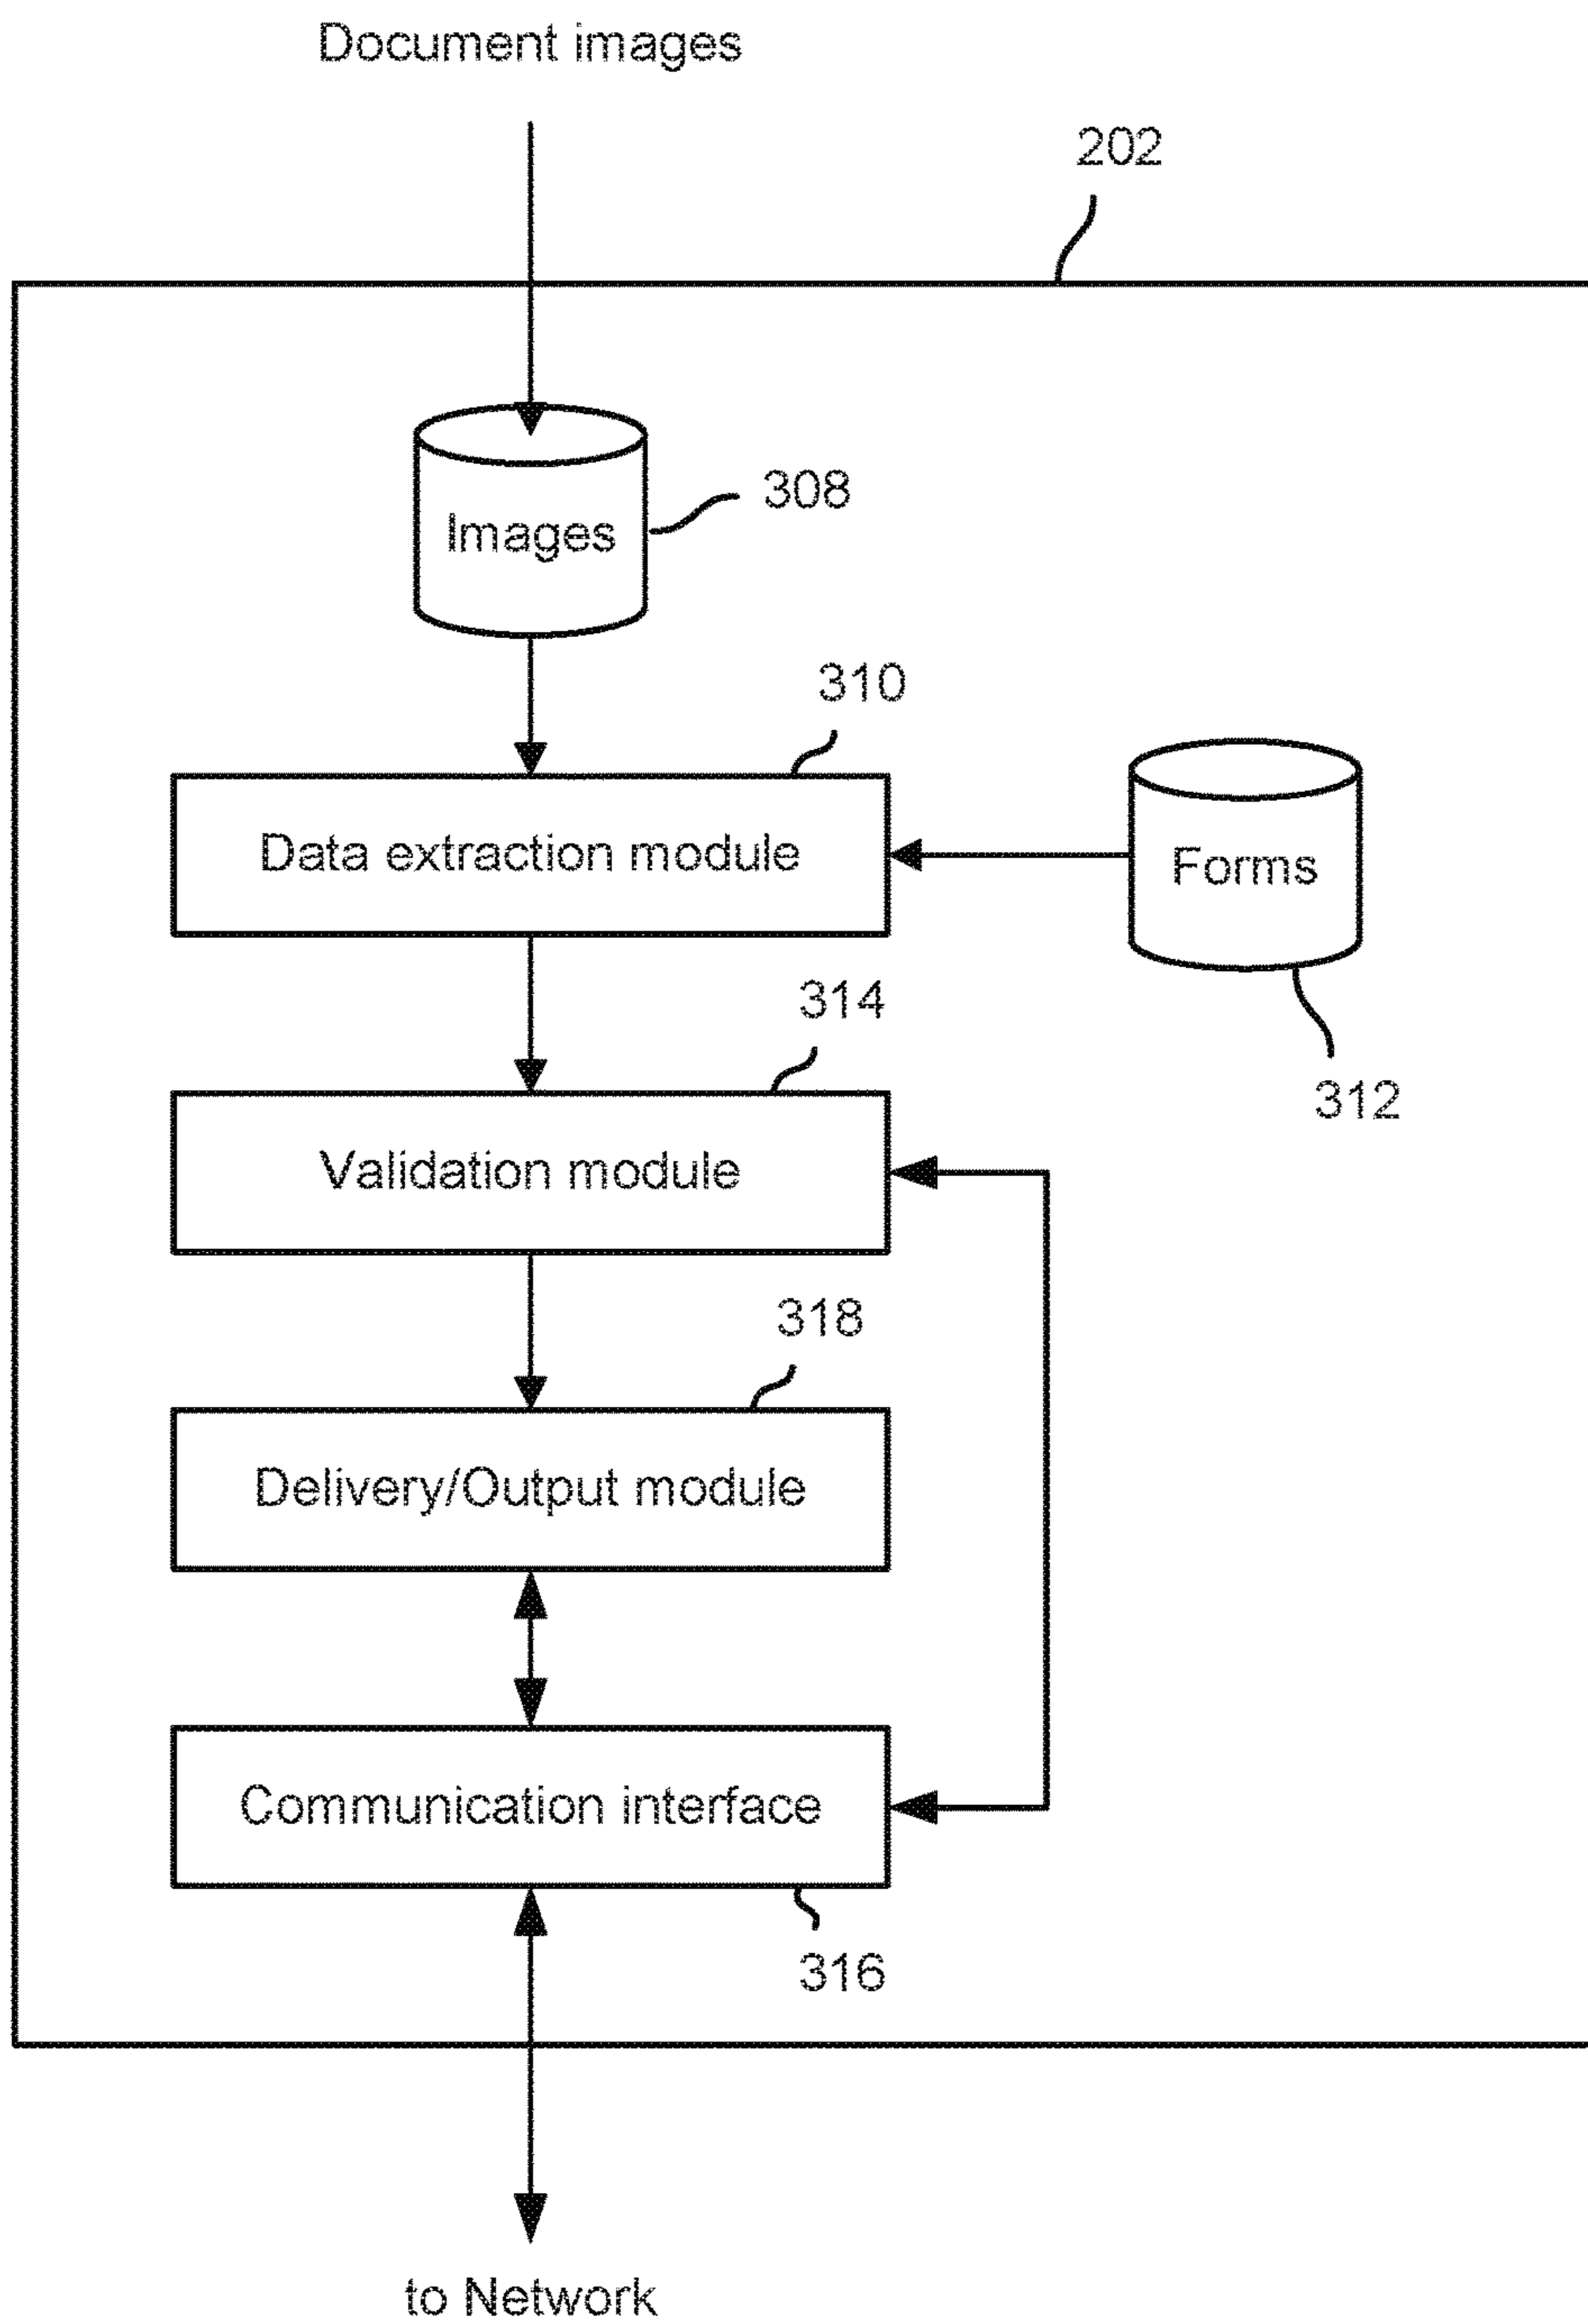 Document images
202
Images
308
310
Data extraction module
Forms
312
314
Validation module
318
Delivery/Output module
Communication interface
316
to Network